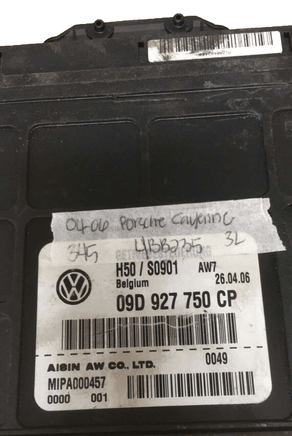 04-06 Porsche Cayenne
345 4BB235 3L
H50 / S0901 AW7
Belgium 26.04.06
09D 927 750 CP
AISIN AW CO., LTD. 0049
MIPA000457
0000 001